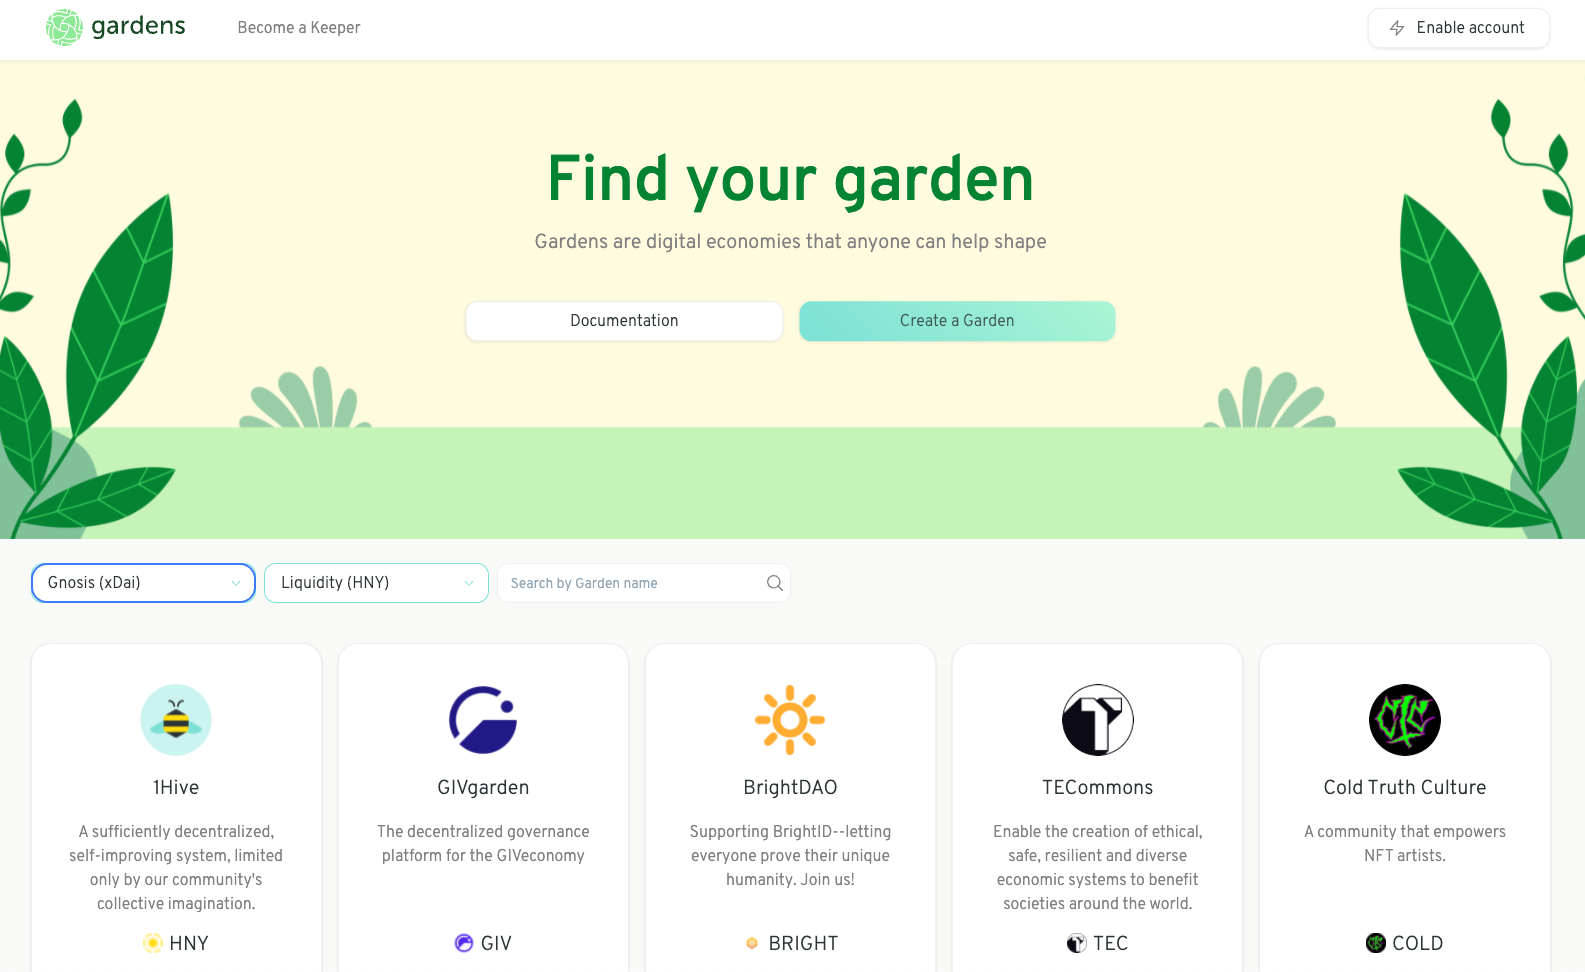 gardens
Become a Keeper
Enable account
Find your garden
Gardens are digital economies that anyone can help shape
Documentation
Create a Garden
Gnosis (xDai)
Liquidity (HNY)
Search by Garden name
1Hive
A sufficiently decentralized,
self-improving system, limited
only by our community's
collective imagination.
HNY
GIVgarden
The decentralized governance
platform for the GIVeconomy
GIV
BrightDAO
Supporting BrightID--letting
everyone prove their unique
humanity. Join us!
BRIGHT
TECommons
Enable the creation of ethical,
safe, resilient and diverse
economic systems to benefit
societies around the world.
TEC
Cold Truth Culture
A community that empowers
NFT artists.
COLD